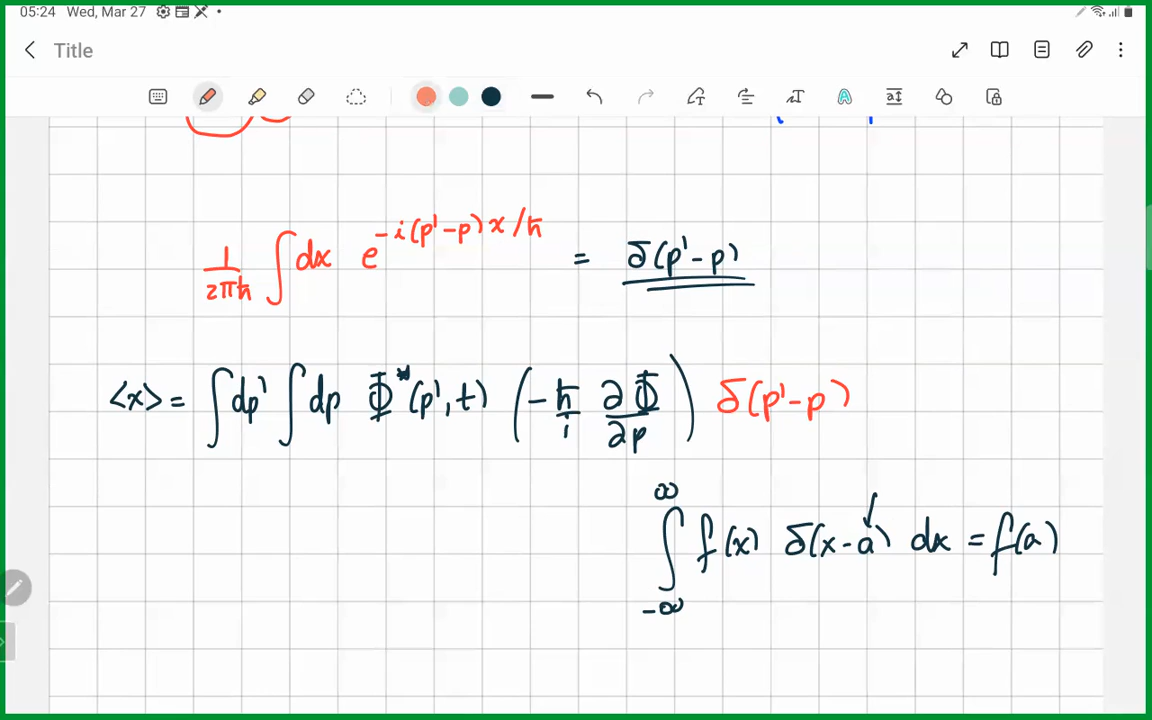 05:24 Wed, Mar 27
Title
1/2πħ ∫ dx e^{-i(p'-p)x/ħ} = δ(p'-p)
<x> = ∫dp' ∫dp Φ*(p',t) (-ħ/i ∂Φ/∂p) δ(p'-p)
∫_{-∞}^{∞} f(x) δ(x-a) dx = f(a)